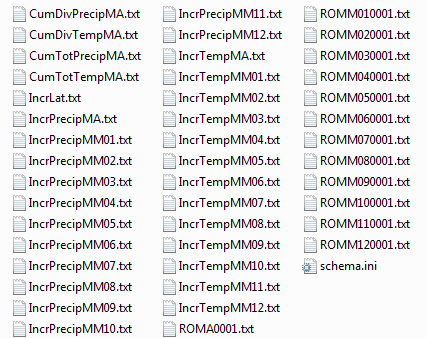 CumDivPrecipMA.txt
CumDivTempMA.txt
CumTotPrecipMA.txt
CumTotTempMA.txt
IncrLat.txt
IncrPrecipMA.txt
IncrPrecipMM01.txt
IncrPrecipMM02.txt
IncrPrecipMM03.txt
IncrPrecipMM04.txt
IncrPrecipMM05.txt
IncrPrecipMM06.txt
IncrPrecipMM07.txt
IncrPrecipMM08.txt
IncrPrecipMM09.txt
IncrPrecipMM10.txt
IncrPrecipMM11.txt
IncrPrecipMM12.txt
IncrTempMA.txt
IncrTempMM01.txt
IncrTempMM02.txt
IncrTempMM03.txt
IncrTempMM04.txt
IncrTempMM05.txt
IncrTempMM06.txt
IncrTempMM07.txt
IncrTempMM08.txt
IncrTempMM09.txt
IncrTempMM10.txt
IncrTempMM11.txt
IncrTempMM12.txt
ROMA0001.txt
ROMM010001.txt
ROMM020001.txt
ROMM030001.txt
ROMM040001.txt
ROMM050001.txt
ROMM060001.txt
ROMM070001.txt
ROMM080001.txt
ROMM090001.txt
ROMM100001.txt
ROMM110001.txt
ROMM120001.txt
schema.ini